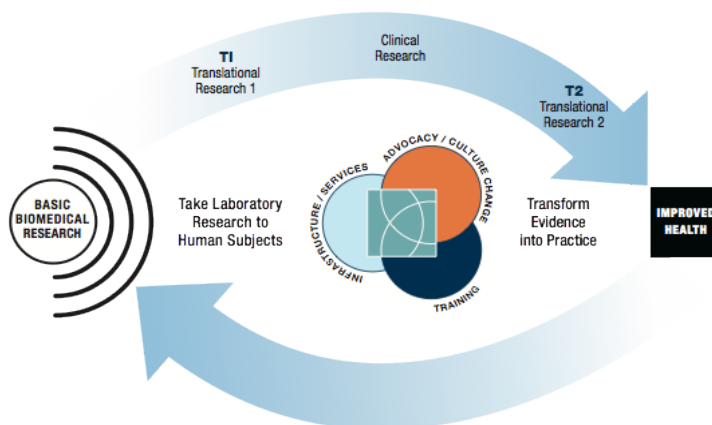 T1
Translational
Research 1
Clinical
Research
T2
Translational
Research 2
BASIC
BIOMEDICAL
RESEARCH
Take Laboratory
Research to
Human Subjects
INFRASTRUCTURE / SERVICES
ADVOCACY / CULTURE CHANGE
TRAINING
Transform
Evidence
into Practice
IMPROVED
HEALTH